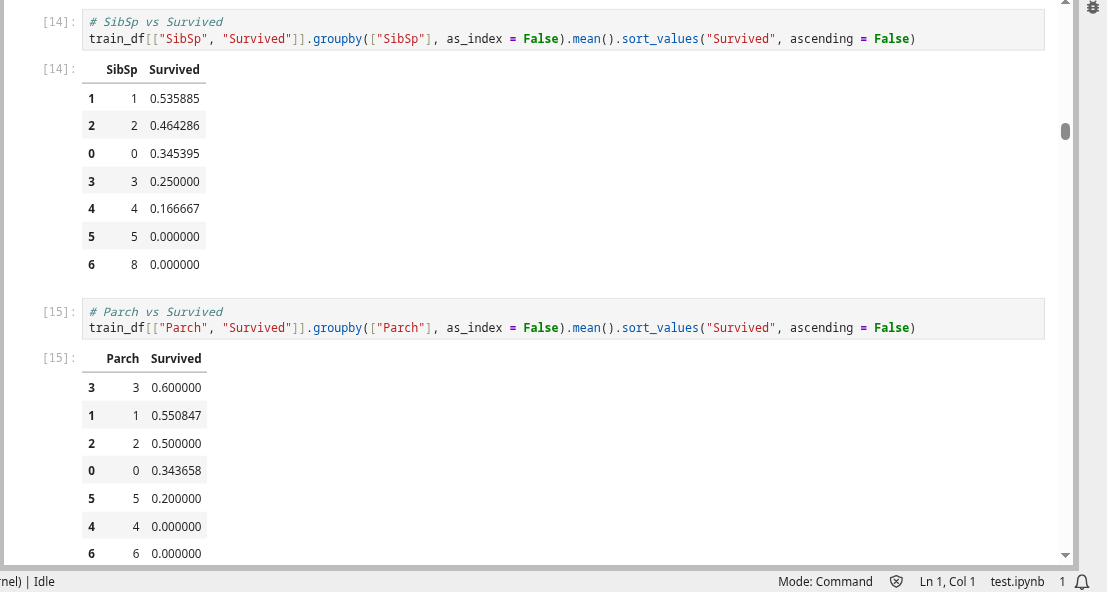 [14]: # SibSp vs Survived
train_df[["SibSp", "Survived"]].groupby(["SibSp"], as_index = False).mean().sort_values("Survived", ascending = False)
[14]: SibSp Survived
1 1 0.535885
2 2 0.464286
0 0 0.345395
3 3 0.250000
4 4 0.166667
5 5 0.000000
6 8 0.000000
[15]: # Parch vs Survived
train_df[["Parch", "Survived"]].groupby(["Parch"], as_index = False).mean().sort_values("Survived", ascending = False)
[15]: Parch Survived
3 3 0.600000
1 1 0.550847
2 2 0.500000
0 0 0.343658
5 5 0.200000
4 4 0.000000
6 6 0.000000
nel) | Idle Mode: Command Ln 1, Col 1 test.ipynb 1